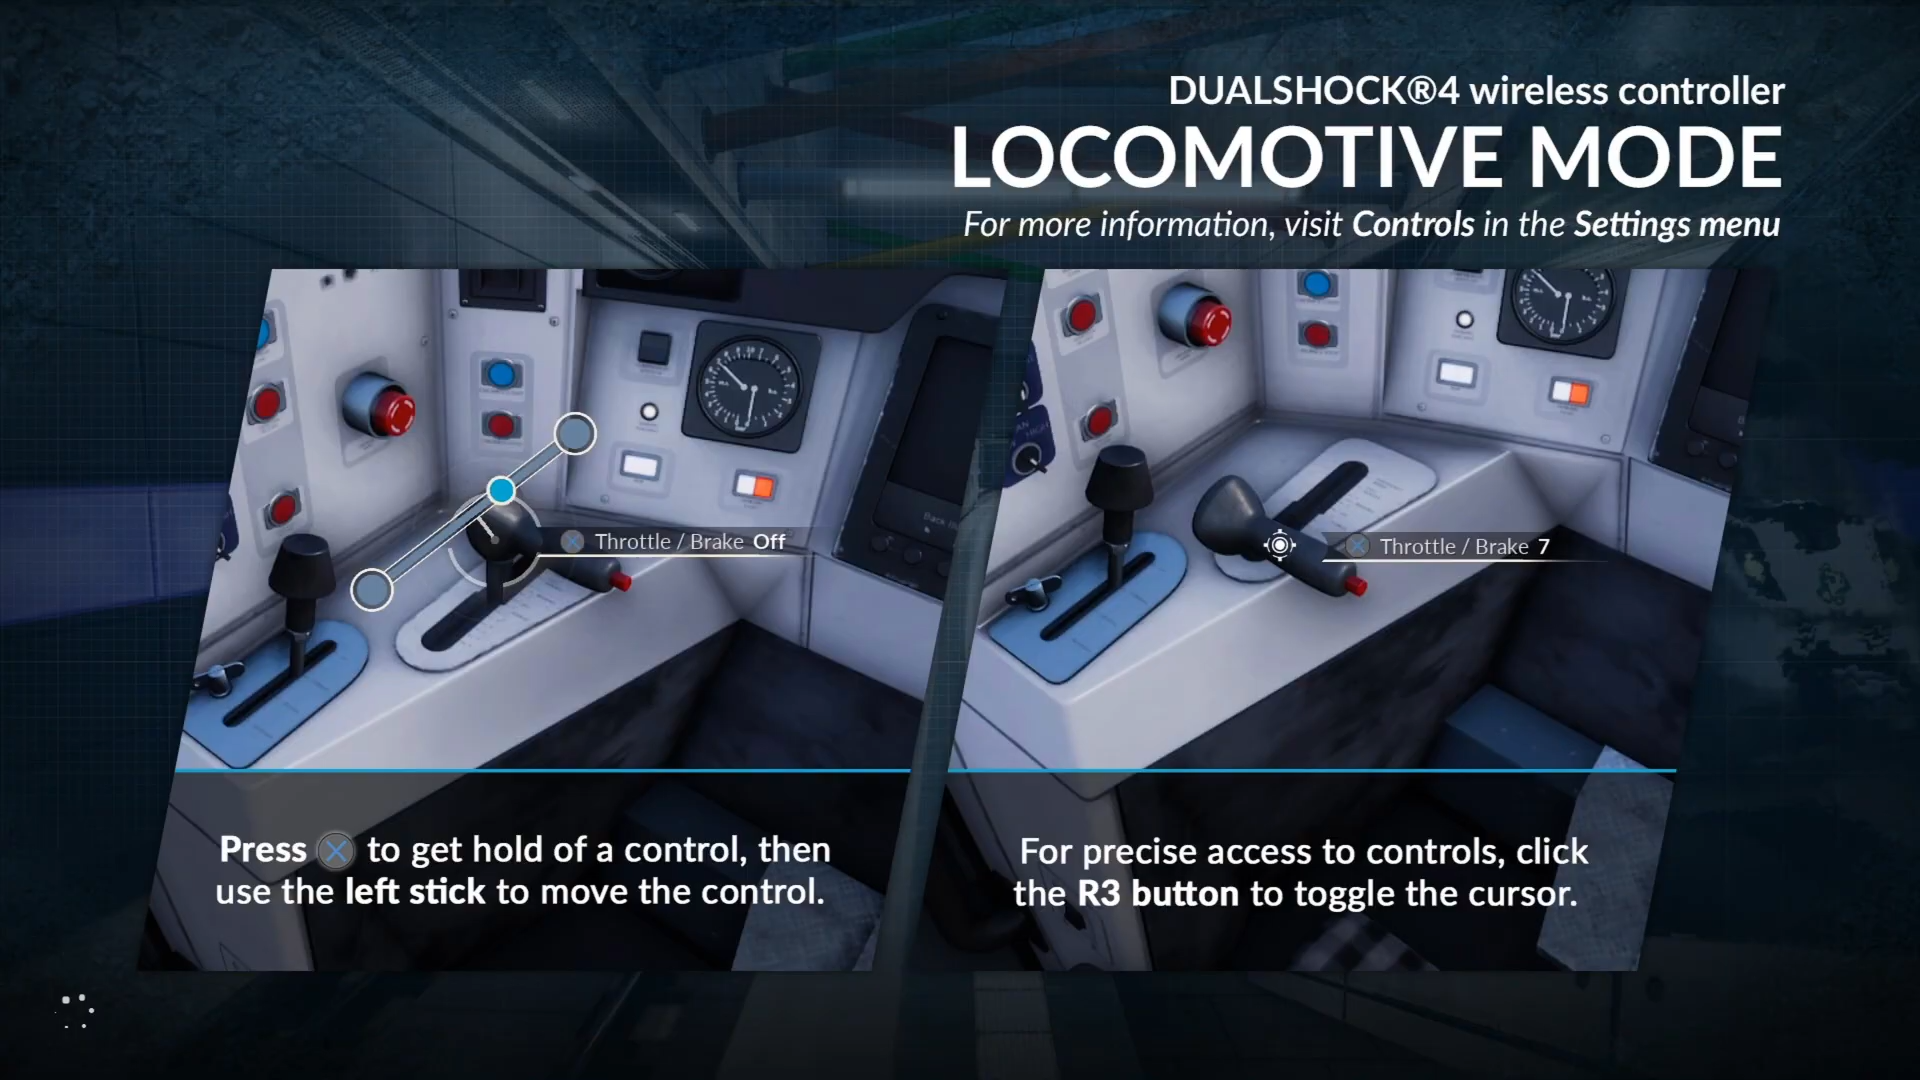 DUALSHOCK®4 wireless controller
LOCOMOTIVE MODE
For more information, visit Controls in the Settings menu
Throttle / Brake Off
Throttle / Brake 7
Press ⓧ to get hold of a control, then
use the left stick to move the control.
For precise access to controls, click
the R3 button to toggle the cursor.